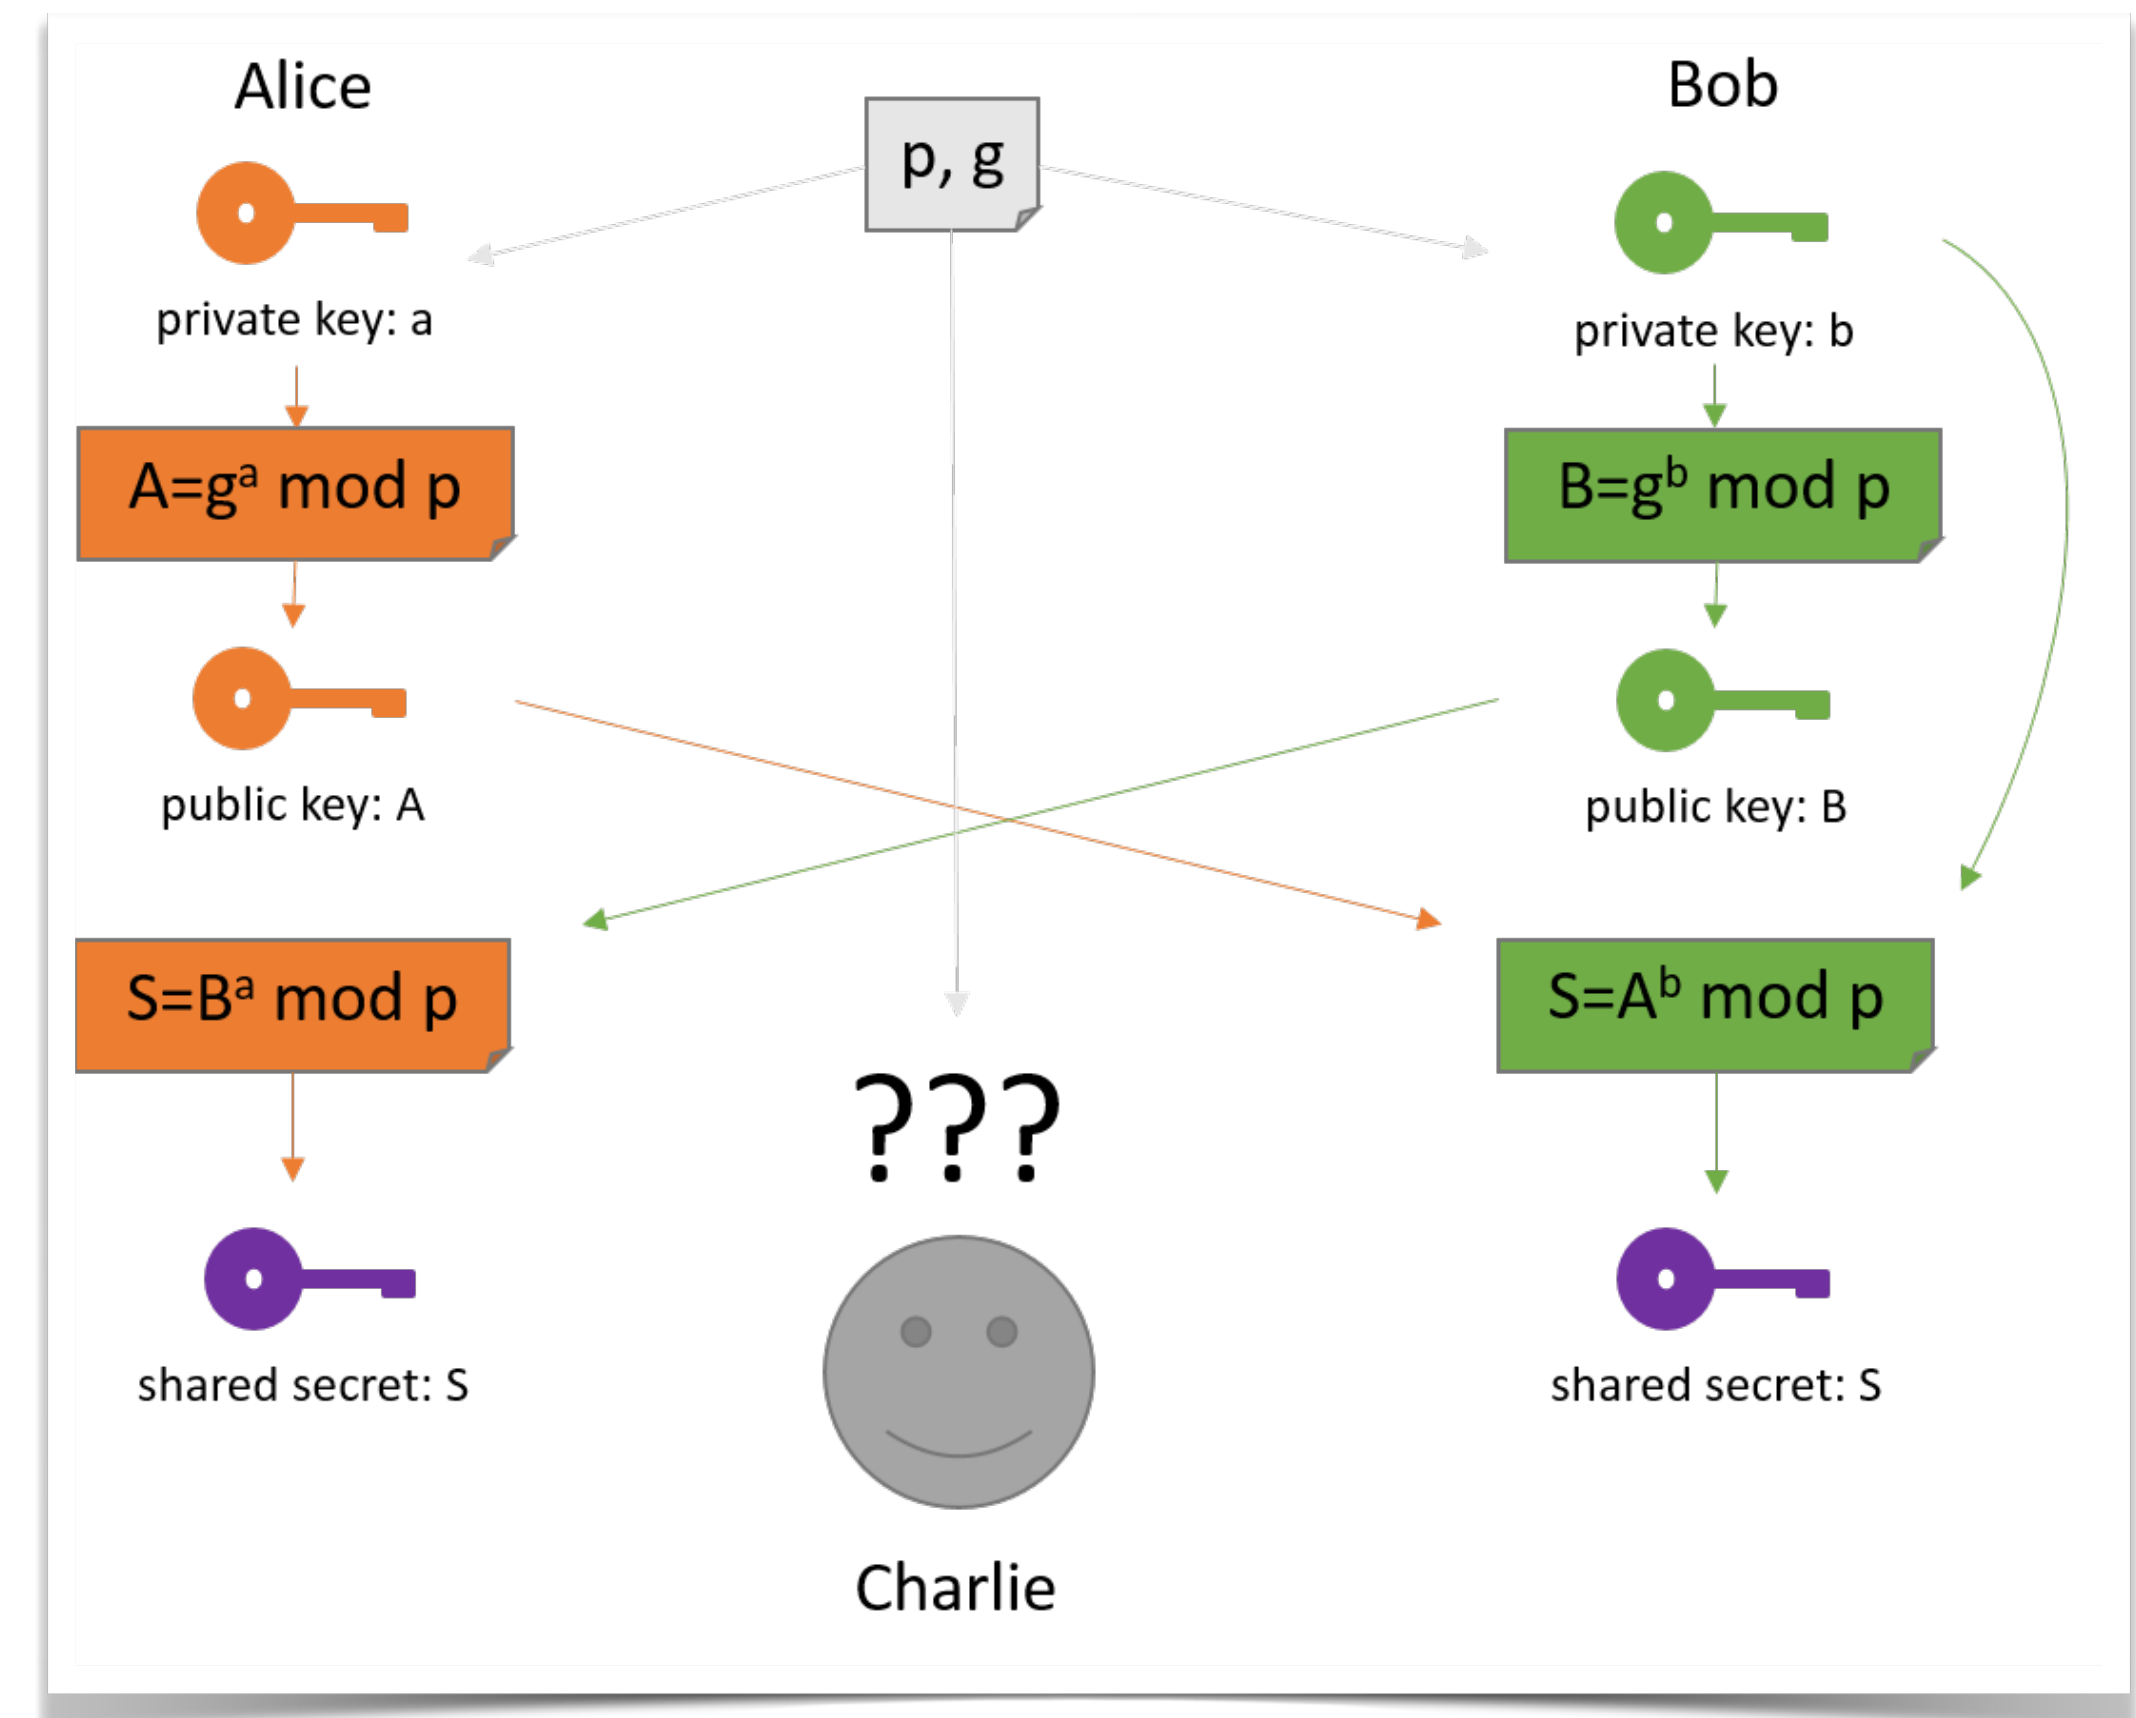 Alice
p, g
Bob
private key: a
private key: b
A=gᵃ mod p
B=gᵇ mod p
public key: A
public key: B
S=Bᵃ mod p
S=Aᵇ mod p
???
shared secret: S
shared secret: S
Charlie